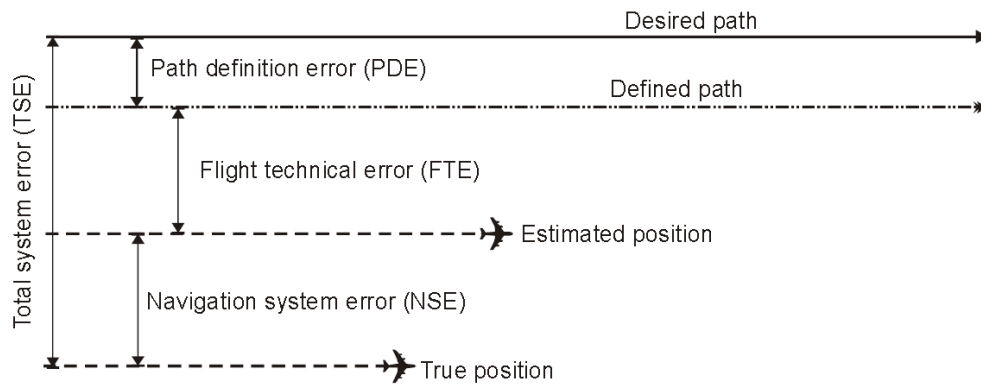 Desired path
Path definition error (PDE)
Defined path
Total system error (TSE)
Flight technical error (FTE)
Estimated position
Navigation system error (NSE)
True position